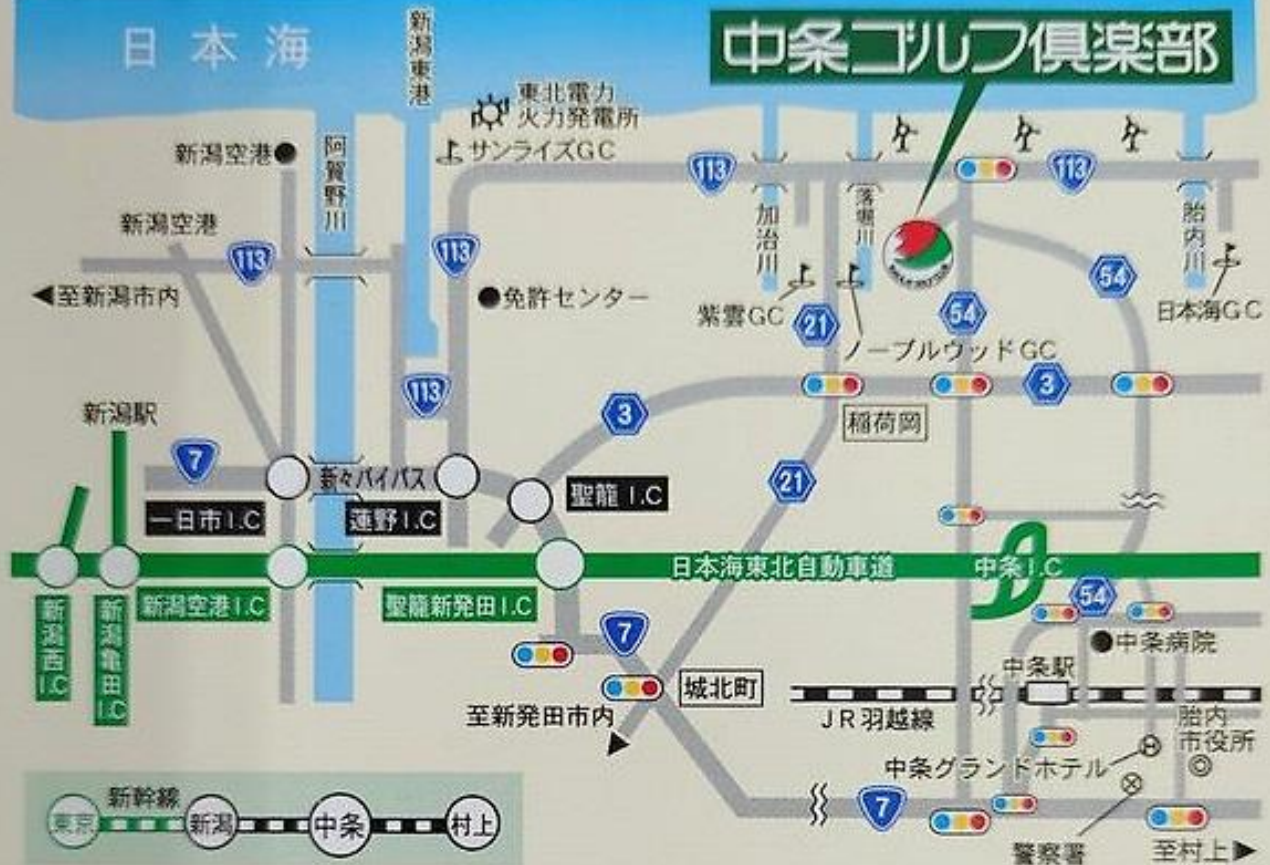 日本海
新潟東港
中条ゴルフ倶楽部
東北電力
火力発電所
サンライズGC
新潟空港
阿賀野川
113
加治川
落堀川
113
胎内川
新潟空港
113
113
54
至新潟市内
免許センター
紫雲GC
21
54
日本海GC
ノーブルウッドGC
113
3
3
新潟駅
稲荷岡
7
新々バイパス
21
聖籠I.C
一日市I.C
蓮野I.C
日本海東北自動車道
中条I.C
新潟西I.C
新潟亀田I.C
新潟空港I.C
聖籠新発田I.C
54
7
中条病院
中条駅
城北町
至新発田市内
JR羽越線
胎内
市役所
中条グランドホテル
H
新幹線
東京
新潟
中条
村上
7
警察署
至村上